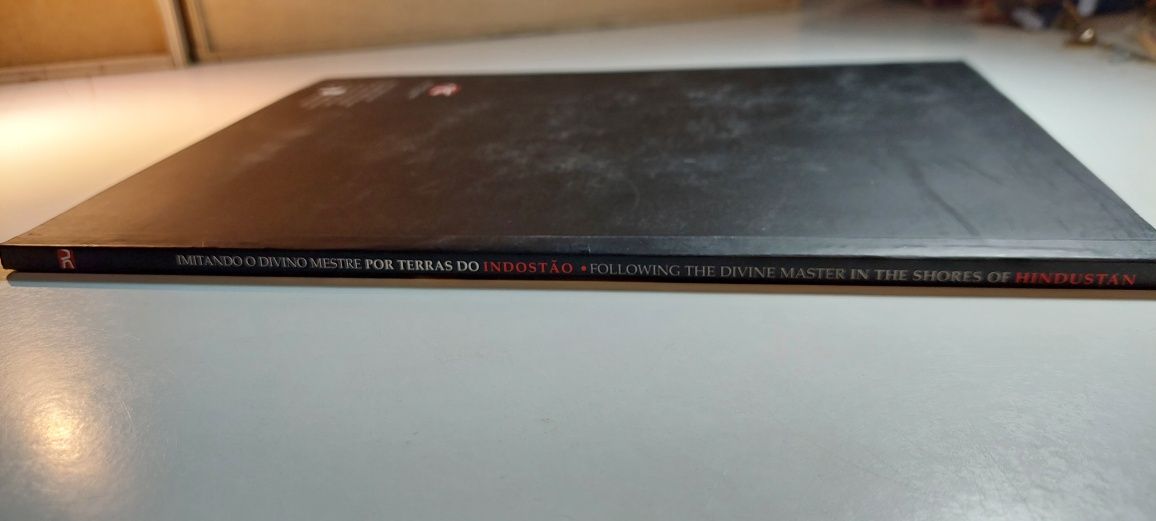 IMITANDO O DIVINO MESTRE POR TERRAS DO INDOSTÃO • FOLLOWING THE DIVINE MASTER IN THE SHORES OF HINDUSTAN